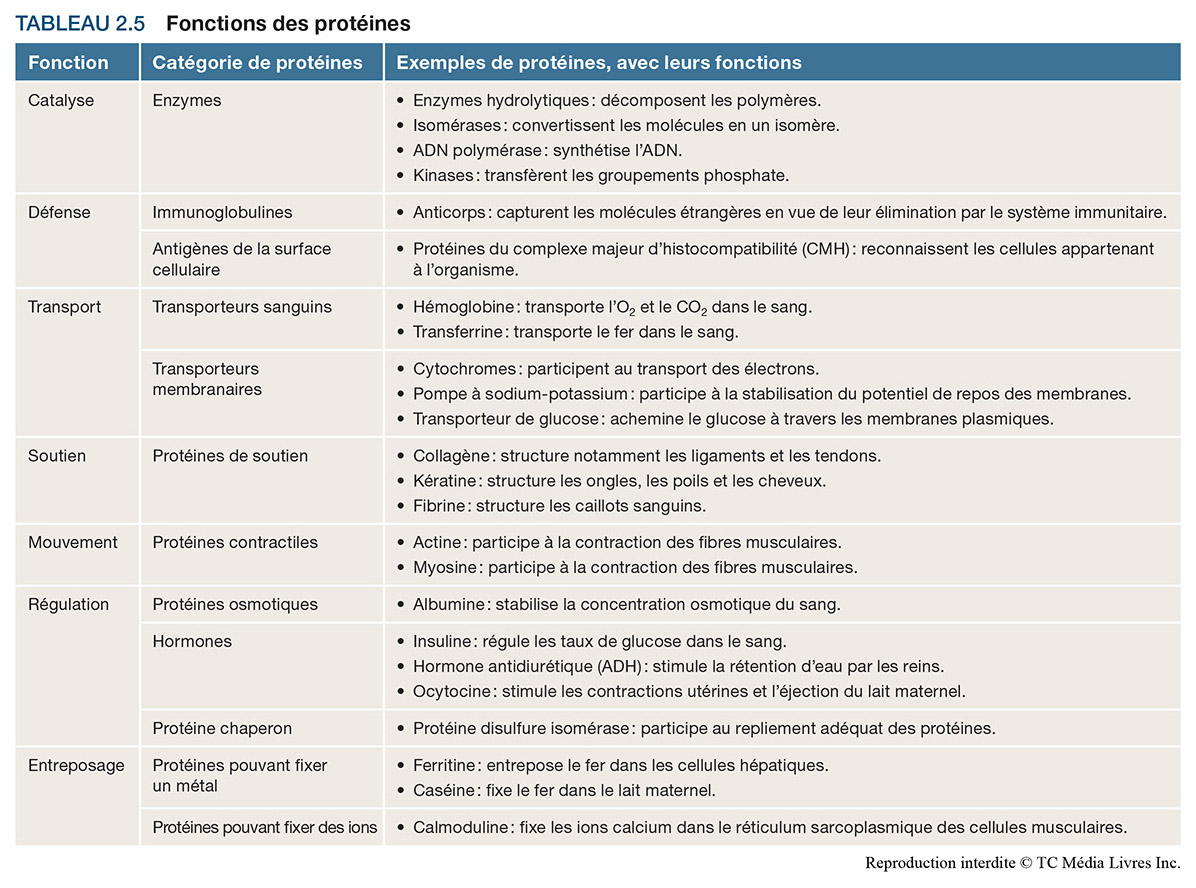 TABLEAU 2.5 Fonctions des protéines
Fonction Catégorie de protéines Exemples de protéines, avec leurs fonctions
Catalyse Enzymes • Enzymes hydrolytiques : décomposent les polymères.
• Isomérases : convertissent les molécules en un isomère.
• ADN polymérase : synthétise l’ADN.
• Kinases : transfèrent les groupements phosphate.
Défense Immunoglobulines • Anticorps : capturent les molécules étrangères en vue de leur élimination par le système immunitaire.
Antigènes de la surface • Protéines du complexe majeur d’histocompatibilité (CMH) : reconnaissent les cellules appartenant
cellulaire à l’organisme.
Transport Transporteurs sanguins • Hémoglobine : transporte l’O₂ et le CO₂ dans le sang.
• Transferrine : transporte le fer dans le sang.
Transporteurs • Cytochromes : participent au transport des électrons.
membranaires • Pompe à sodium-potassium : participe à la stabilisation du potentiel de repos des membranes.
• Transporteur de glucose : achemine le glucose à travers les membranes plasmiques.
Soutien Protéines de soutien • Collagène : structure notamment les ligaments et les tendons.
• Kératine : structure les ongles, les poils et les cheveux.
• Fibrine : structure les caillots sanguins.
Mouvement Protéines contractiles • Actine : participe à la contraction des fibres musculaires.
• Myosine : participe à la contraction des fibres musculaires.
Régulation Protéines osmotiques • Albumine : stabilise la concentration osmotique du sang.
Hormones • Insuline : régule les taux de glucose dans le sang.
• Hormone antidiurétique (ADH) : stimule la rétention d’eau par les reins.
• Ocytocine : stimule les contractions utérines et l’éjection du lait maternel.
Protéine chaperon • Protéine disulfure isomérase : participe au repliement adéquat des protéines.
Entreposage Protéines pouvant fixer • Ferritine : entrepose le fer dans les cellules hépatiques.
un métal • Caséine : fixe le fer dans le lait maternel.
Protéines pouvant fixer des ions • Calmoduline : fixe les ions calcium dans le réticulum sarcoplasmique des cellules musculaires.
Reproduction interdite © TC Média Livres Inc.